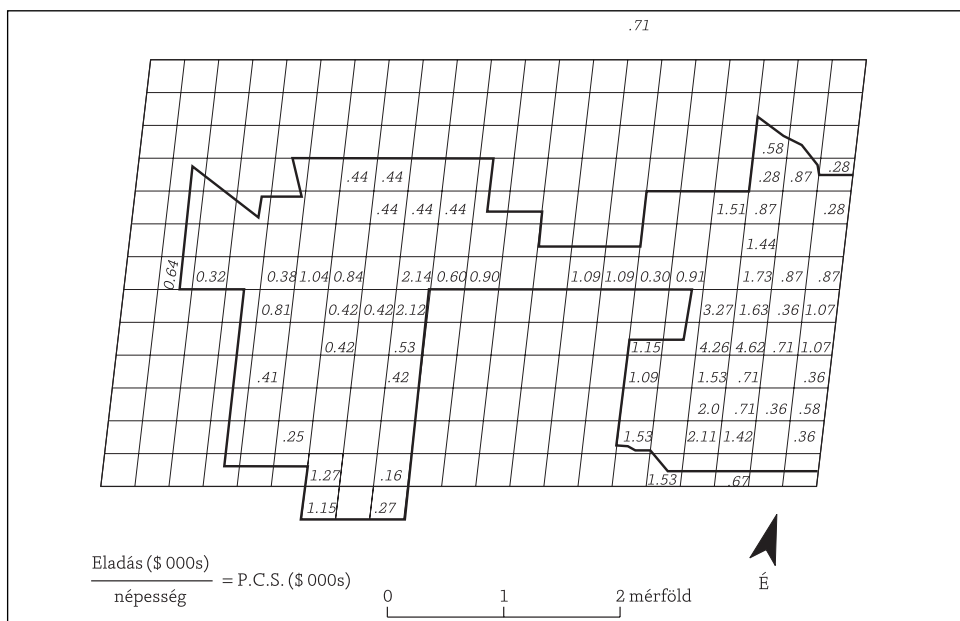 .71
.58
.28
.44 .44 .28 .87
.44 .44 .44 1.51 .87 .28
1.44
0.64 0.32 0.38 1.04 0.84 2.14 0.60 0.90 1.09 1.09 0.30 0.91 1.73 .87 .87
0.81 0.42 0.42 2.12 3.27 1.63 .36 1.07
0.42 .53 1.15 4.26 4.62 .71 1.07
.41 .42 1.09 1.53 .71 .36
2.0 .71 .36 .58
.25 1.53 2.11 1.42 .36
1.27 .16 1.53 .67
1.15 .27
Eladás ($ 000s)
népesség
= P.C.S. ($ 000s)
0 1 2 mérföld
É